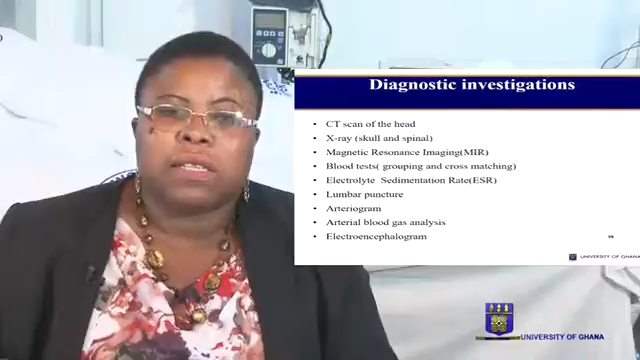 Diagnostic investigations
• CT scan of the head
• X-ray (skull and spinal)
• Magnetic Resonance Imaging(MIR)
• Blood tests( grouping and cross matching)
• Electrolyte Sedimentation Rate(ESR)
• Lumbar puncture
• Arteriogram
• Arterial blood gas analysis
• Electroencephalogram
UNIVERSITY OF GHANA
UNIVERSITY OF GHANA